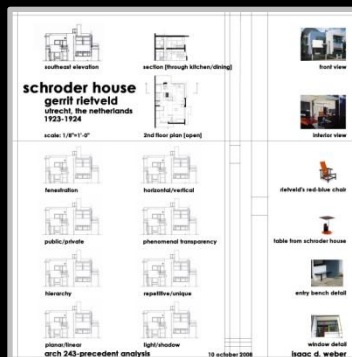 southeast elevation
section [through kitchen/dining]
front view
schroder house
gerrit rietveld
utrecht, the netherlands
1923-1924
scale: 1/8"=1'-0"
2nd floor plan [open]
interior view
fenestration
horizontal/vertical
rietveld's red-blue chair
public/private
phenomenal transparency
table from schroder house
hierarchy
repetitive/unique
entry bench detail
planar/linear
light/shadow
window detail
arch 243-precedent analysis
10 october 2008
isaac d. weber